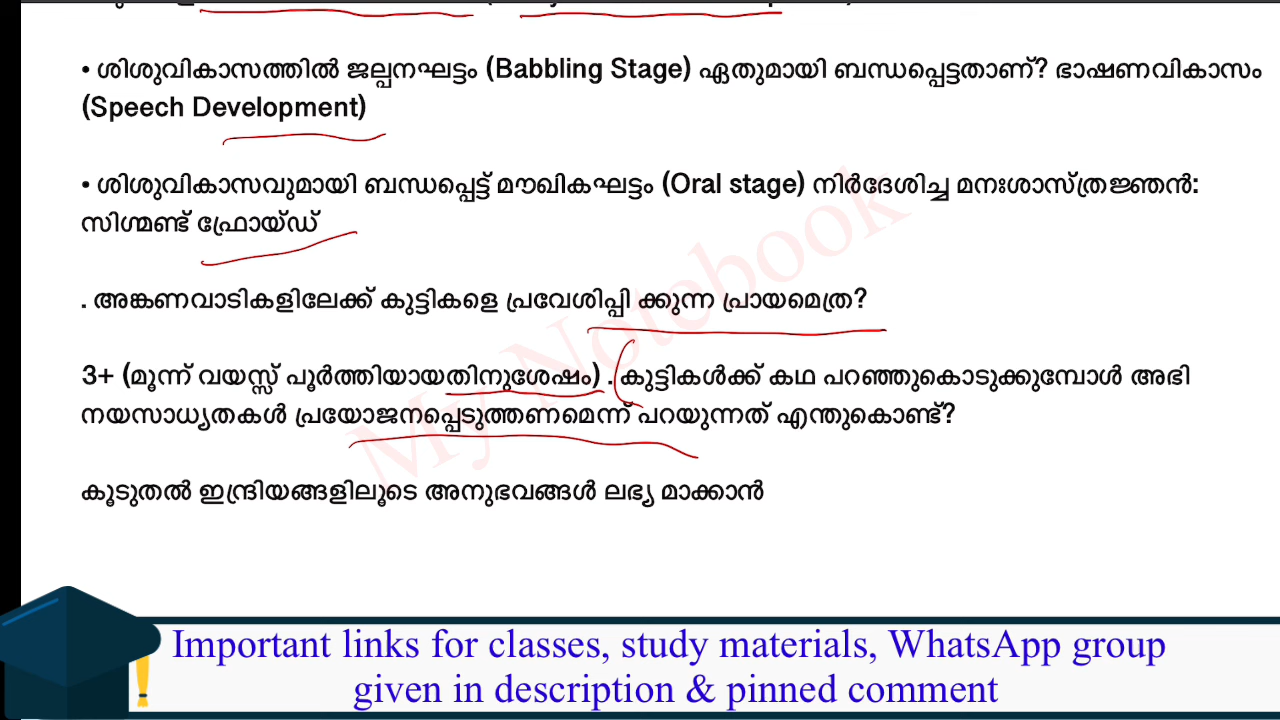 • ശിശുവികാസത്തിൽ ജല്പനഘട്ടം (Babbling Stage) ഏതുമായി ബന്ധപ്പെട്ടതാണ്? ഭാഷണവികാസം
(Speech Development)
• ശിശുവികാസവുമായി ബന്ധപ്പെട്ട് മൗഖികഘട്ടം (Oral stage) നിർദേശിച്ച മനഃശാസ്ത്രജ്ഞൻ:
സിഗ്മണ്ട് ഫ്രോയ്ഡ്
. അങ്കണവാടികളിലേക്ക് കുട്ടികളെ പ്രവേശിപ്പി ക്കുന്ന പ്രായമെത്ര?
3+ (മൂന്ന് വയസ്സ് പൂർത്തിയായതിനുശേഷം) . കുട്ടികൾക്ക് കഥ പറഞ്ഞുകൊടുക്കുമ്പോൾ അഭി
നയസാധ്യതകൾ പ്രയോജനപ്പെടുത്തണമെന്ന് പറയുന്നത് എന്തുകൊണ്ട്?
കൂടുതൽ ഇന്ദ്രിയങ്ങളിലൂടെ അനുഭവങ്ങൾ ലഭ്യ മാക്കാൻ
My Notebook
Important links for classes, study materials, WhatsApp group
given in description & pinned comment